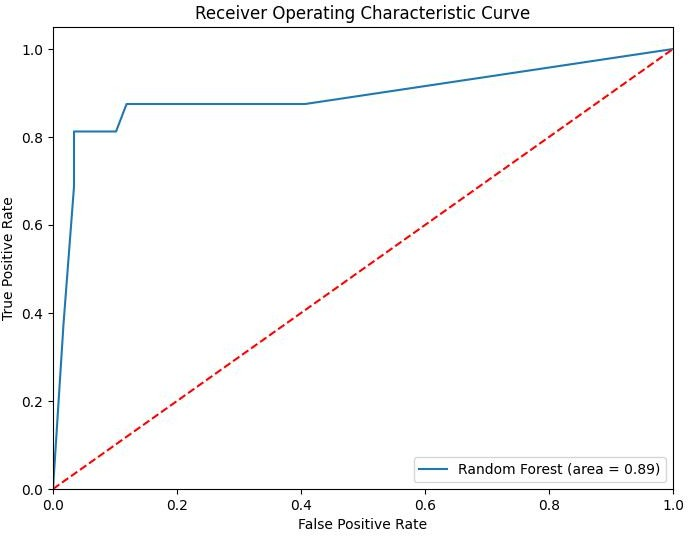 Receiver Operating Characteristic Curve
1.0
0.8
0.6
0.4
0.2
0.0
True Positive Rate
Random Forest (area = 0.89)
0.0 0.2 0.4 0.6 0.8 1.0
False Positive Rate